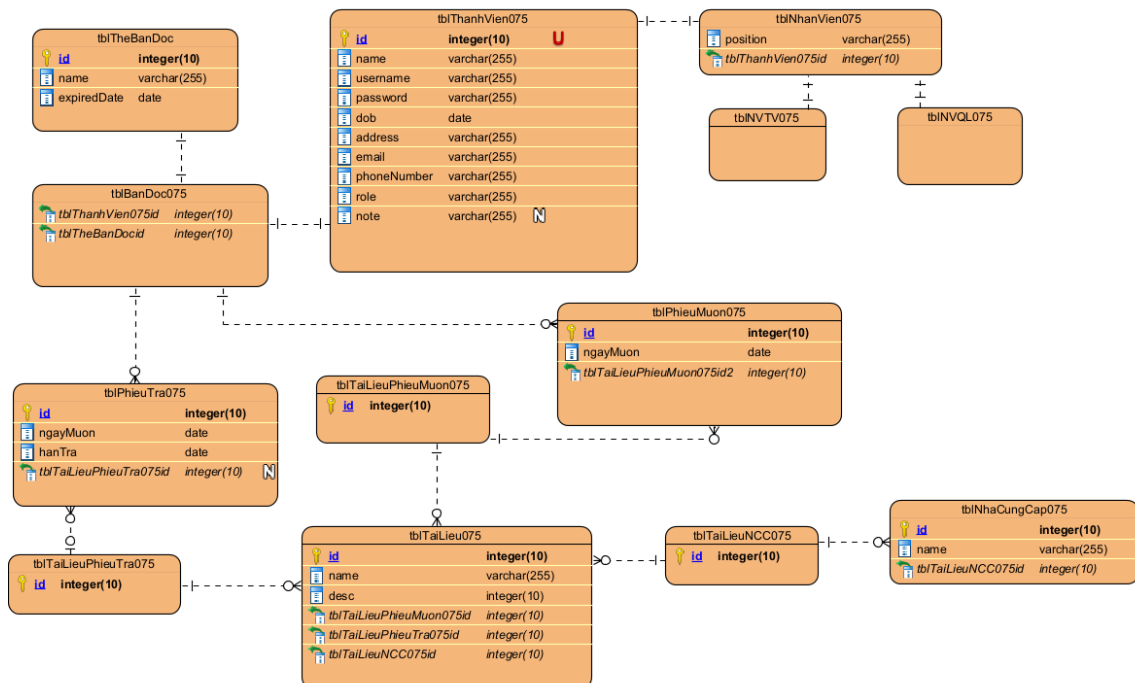 tblTheBanDoc
id integer(10)
name varchar(255)
expiredDate date
tblThanhVien075
id integer(10) U
name varchar(255)
username varchar(255)
password varchar(255)
dob date
address varchar(255)
email varchar(255)
phoneNumber varchar(255)
role varchar(255)
note varchar(255) N
tblNhanVien075
position varchar(255)
tblThanhVien075id integer(10)
tblNVTV075
tblNVQL075
tblBanDoc075
tblThanhVien075id integer(10)
tblTheBanDocid integer(10)
tblPhieuMuon075
id integer(10)
ngayMuon date
tblTaiLieuPhieuMuon075id2 integer(10)
tblPhieuTra075
id integer(10)
ngayMuon date
hanTra date
tblTaiLieuPhieuTra075id integer(10) N
tblTaiLieuPhieuMuon075
id integer(10)
tblTaiLieuPhieuTra075
id integer(10)
tblTaiLieu075
id integer(10)
name varchar(255)
desc integer(10)
tblTaiLieuPhieuMuon075id integer(10)
tblTaiLieuPhieuTra075id integer(10)
tblTaiLieuNCC075id integer(10)
tblTaiLieuNCC075
id integer(10)
tblNhaCungCap075
id integer(10)
name varchar(255)
tblTaiLieuNCC075id integer(10)